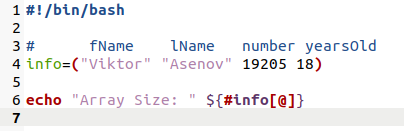 1 #!/bin/bash
2
3 #      fName    lName   number yearsOld
4 info=("Viktor" "Asenov" 19205 18)
5
6 echo "Array Size: " ${#info[@]}
7